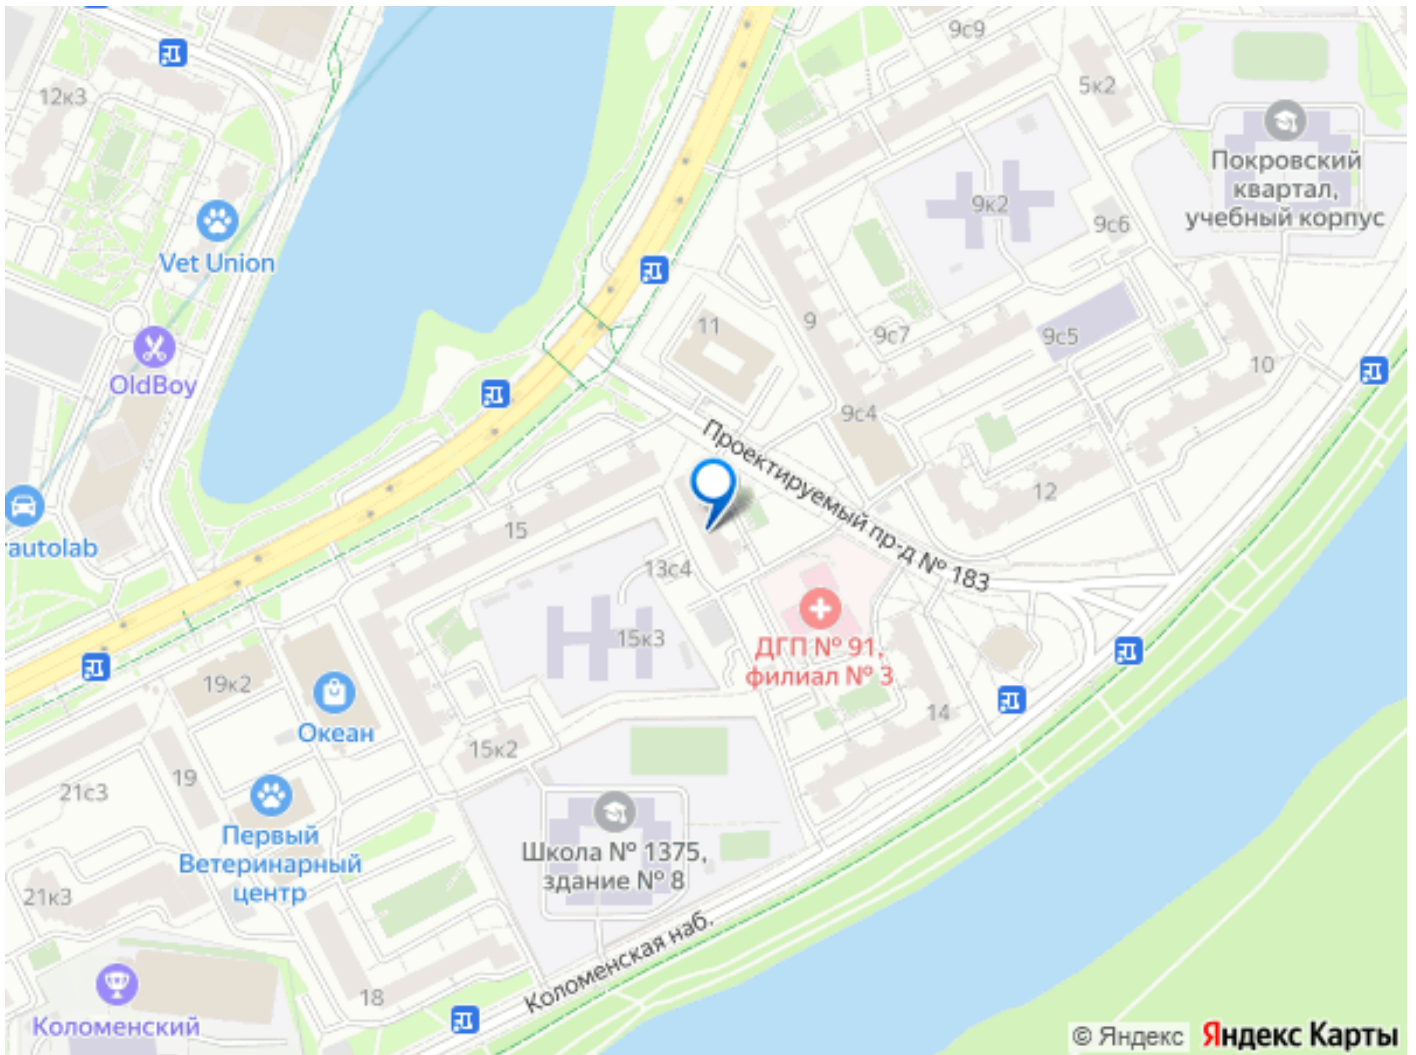 9с9
12к3
5к2
Покровский
квартал,
учебный корпус
9к2
9с6
Vet Union
11
9
9с7
9с5
10
OldBoy
9с4
Проектируемый пр-д № 183
12
15
rautolab
13с4
15к3
ДГП № 91,
филиал № 3
19к2
Океан
14
15к2
19
21с3
Первый
Ветеринарный
центр
Школа № 1375,
здание № 8
21к3
Коломенская наб.
18
Коломенский
© Яндекс Яндекс Карты